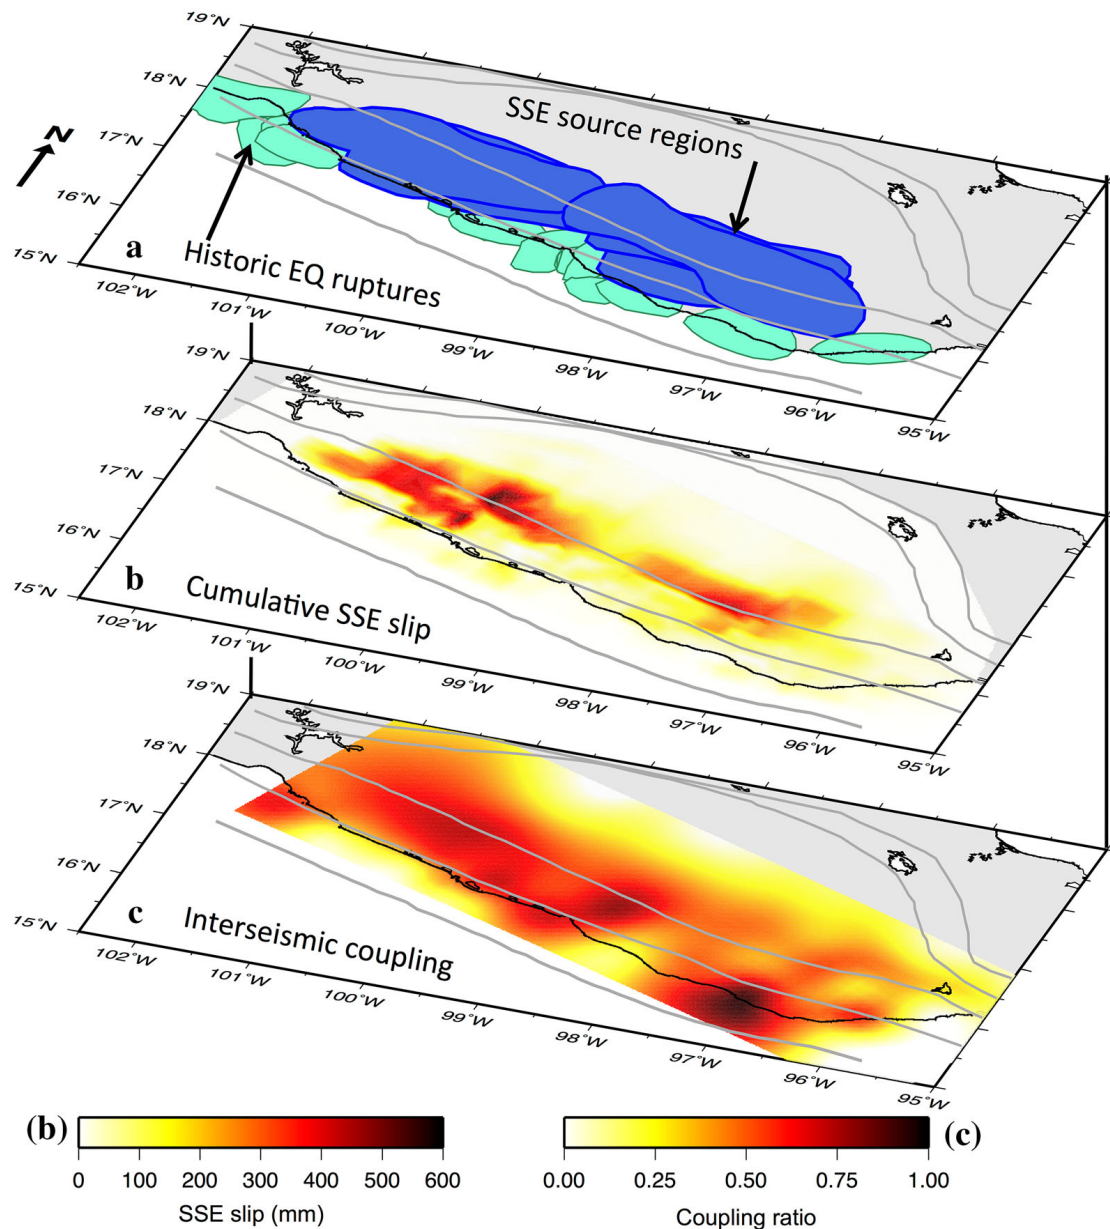 19°N
18°N
17°N
16°N
15°N
N
SSE source regions
a
Historic EQ ruptures
102°W
101°W
100°W
99°W
98°W
97°W
96°W
95°W
19°N
18°N
17°N
16°N
15°N
b
Cumulative SSE slip
102°W
101°W
100°W
99°W
98°W
97°W
96°W
95°W
19°N
18°N
17°N
16°N
15°N
c
Interseismic coupling
102°W
101°W
100°W
99°W
98°W
97°W
96°W
95°W
(b)
0 100 200 300 400 500 600
SSE slip (mm)
(c)
0.00 0.25 0.50 0.75 1.00
Coupling ratio